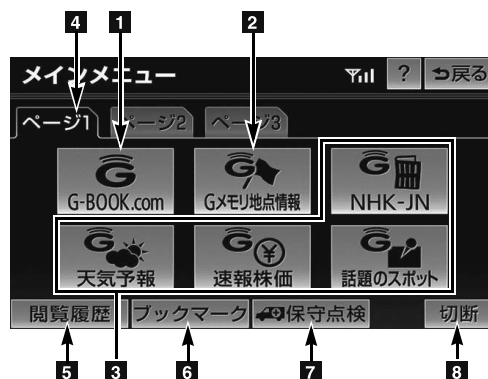 4 1 2
メインメニュー ? 戻る
ページ1 ページ2 ページ3
G-BOOK.com Gメモリ地点情報 NHK-JN
天気予報 速報株価 話題のスポット
閲覧履歴 ブックマーク 保守点検 切断
5 3 6 7 8